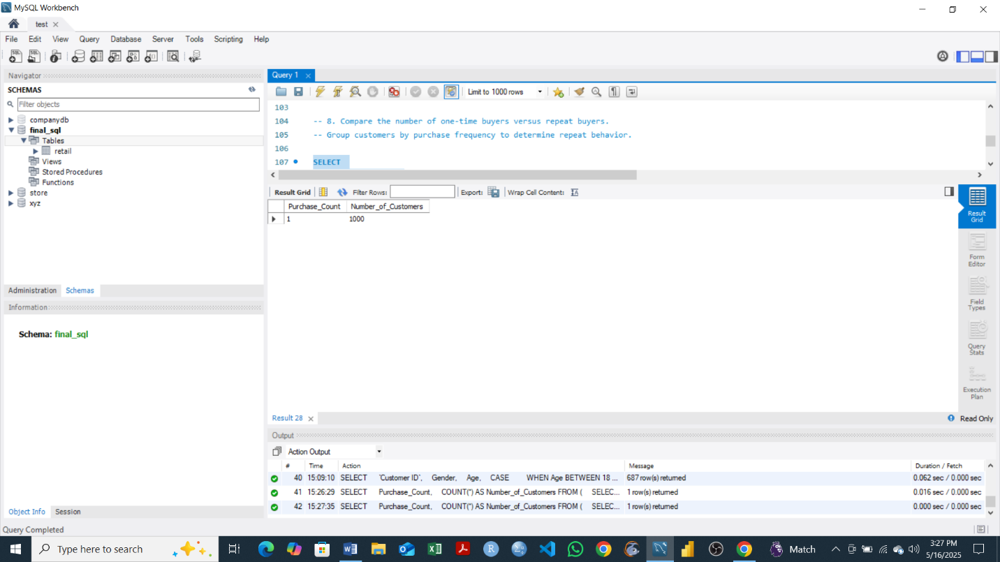 MySQL Workbench
test
File Edit View Query Database Server Tools Scripting Help
Navigator
SCHEMAS
Filter objects
companydb
final_sql
Tables
retail
Views
Stored Procedures
Functions
store
xyz
Administration Schemas
Information
Schema: final_sql
Object Info Session
Query Completed
Query 1
Limit to 1000 rows
103
104 -- 8. Compare the number of one-time buyers versus repeat buyers.
105 -- Group customers by purchase frequency to determine repeat behavior.
106
107 SELECT
Result Grid Filter Rows: Export: Wrap Cell Content:
Purchase_Count Number_of_Customers
1 1000
Result Grid
Form Editor
Field Types
Query Stats
Execution Plan
Result 28 Read Only
Output
Action Output
# Time Action Message Duration / Fetch
40 15:09:10 SELECT `Customer ID`, Gender, Age, CASE WHEN Age BETWEEN 18 ... 687 row(s) returned 0.062 sec / 0.000 sec
41 15:26:29 SELECT Purchase_Count, COUNT(*) AS Number_of_Customers FROM ( SELEC... 1 row(s) returned 0.016 sec / 0.000 sec
42 15:27:35 SELECT Purchase_Count, COUNT(*) AS Number_of_Customers FROM ( SELEC... 1 row(s) returned 0.000 sec / 0.000 sec
Type here to search
Match
3:27 PM
5/16/2025